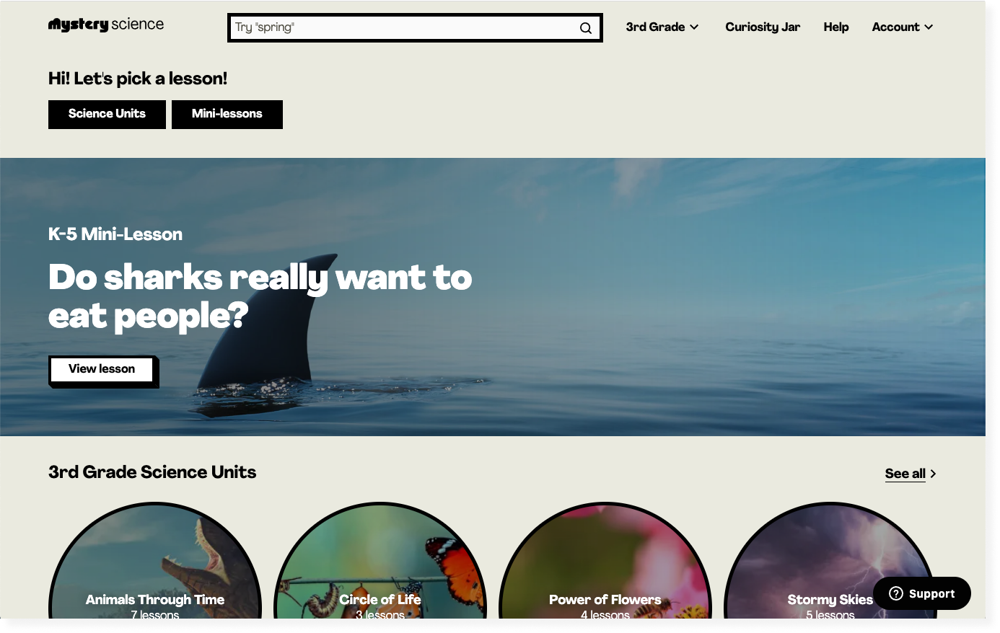 mystery science
Try "spring"
3rd Grade
Curiosity Jar
Help
Account
Hi! Let's pick a lesson!
Science Units
Mini-lessons
K-5 Mini-Lesson
Do sharks really want to
eat people?
View lesson
3rd Grade Science Units
See all
Animals Through Time
7 lessons
Circle of Life
3 lessons
Power of Flowers
4 lessons
Stormy Skies
5 lessons
Support